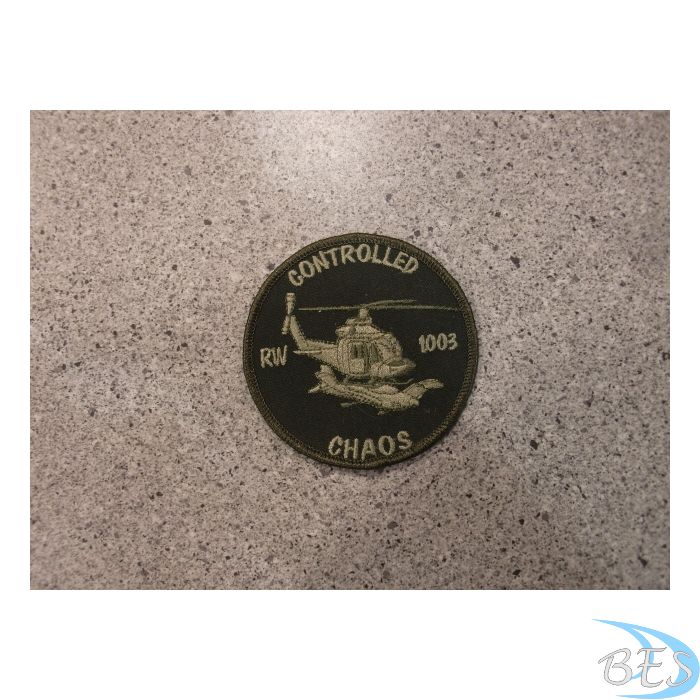 CONTROLLED
RW 1003
CHAOS
BES